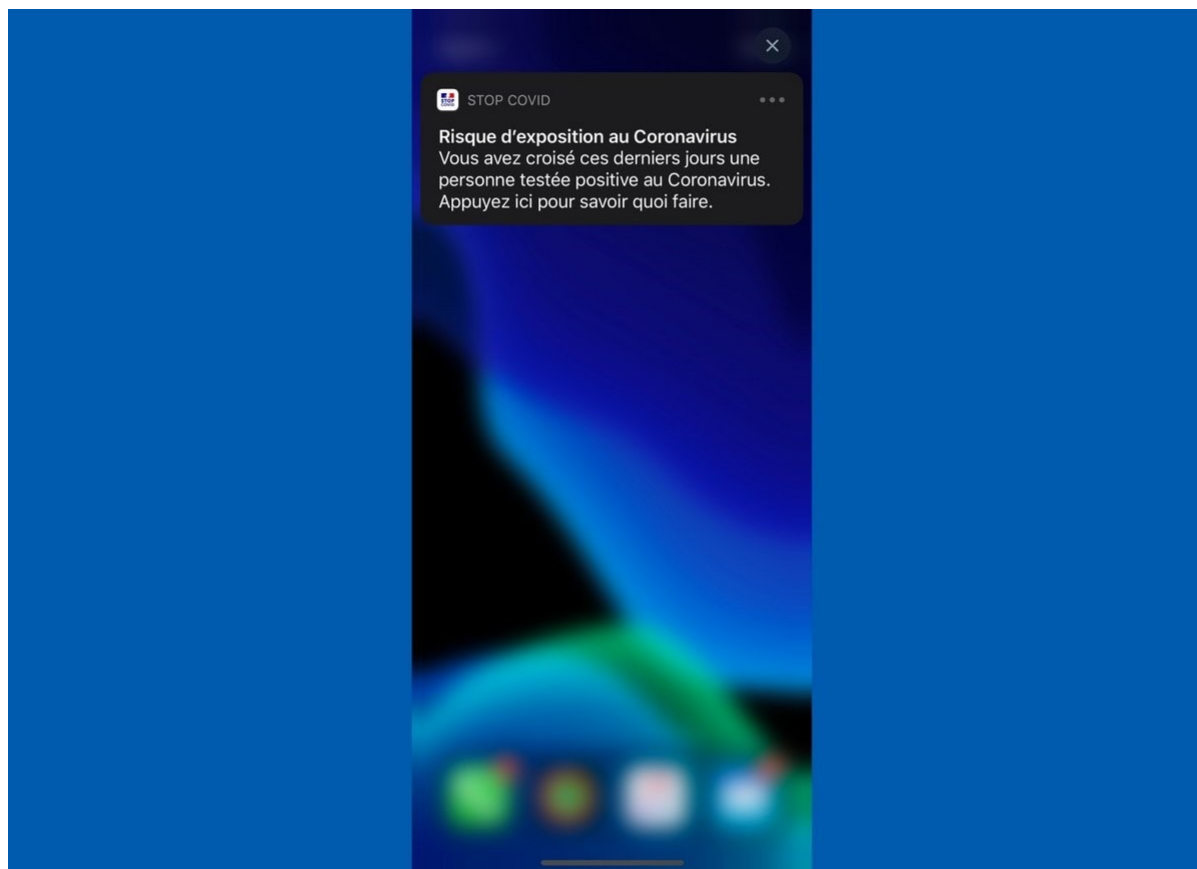 STOP COVID
Risque d'exposition au Coronavirus
Vous avez croisé ces derniers jours une
personne testée positive au Coronavirus.
Appuyez ici pour savoir quoi faire.